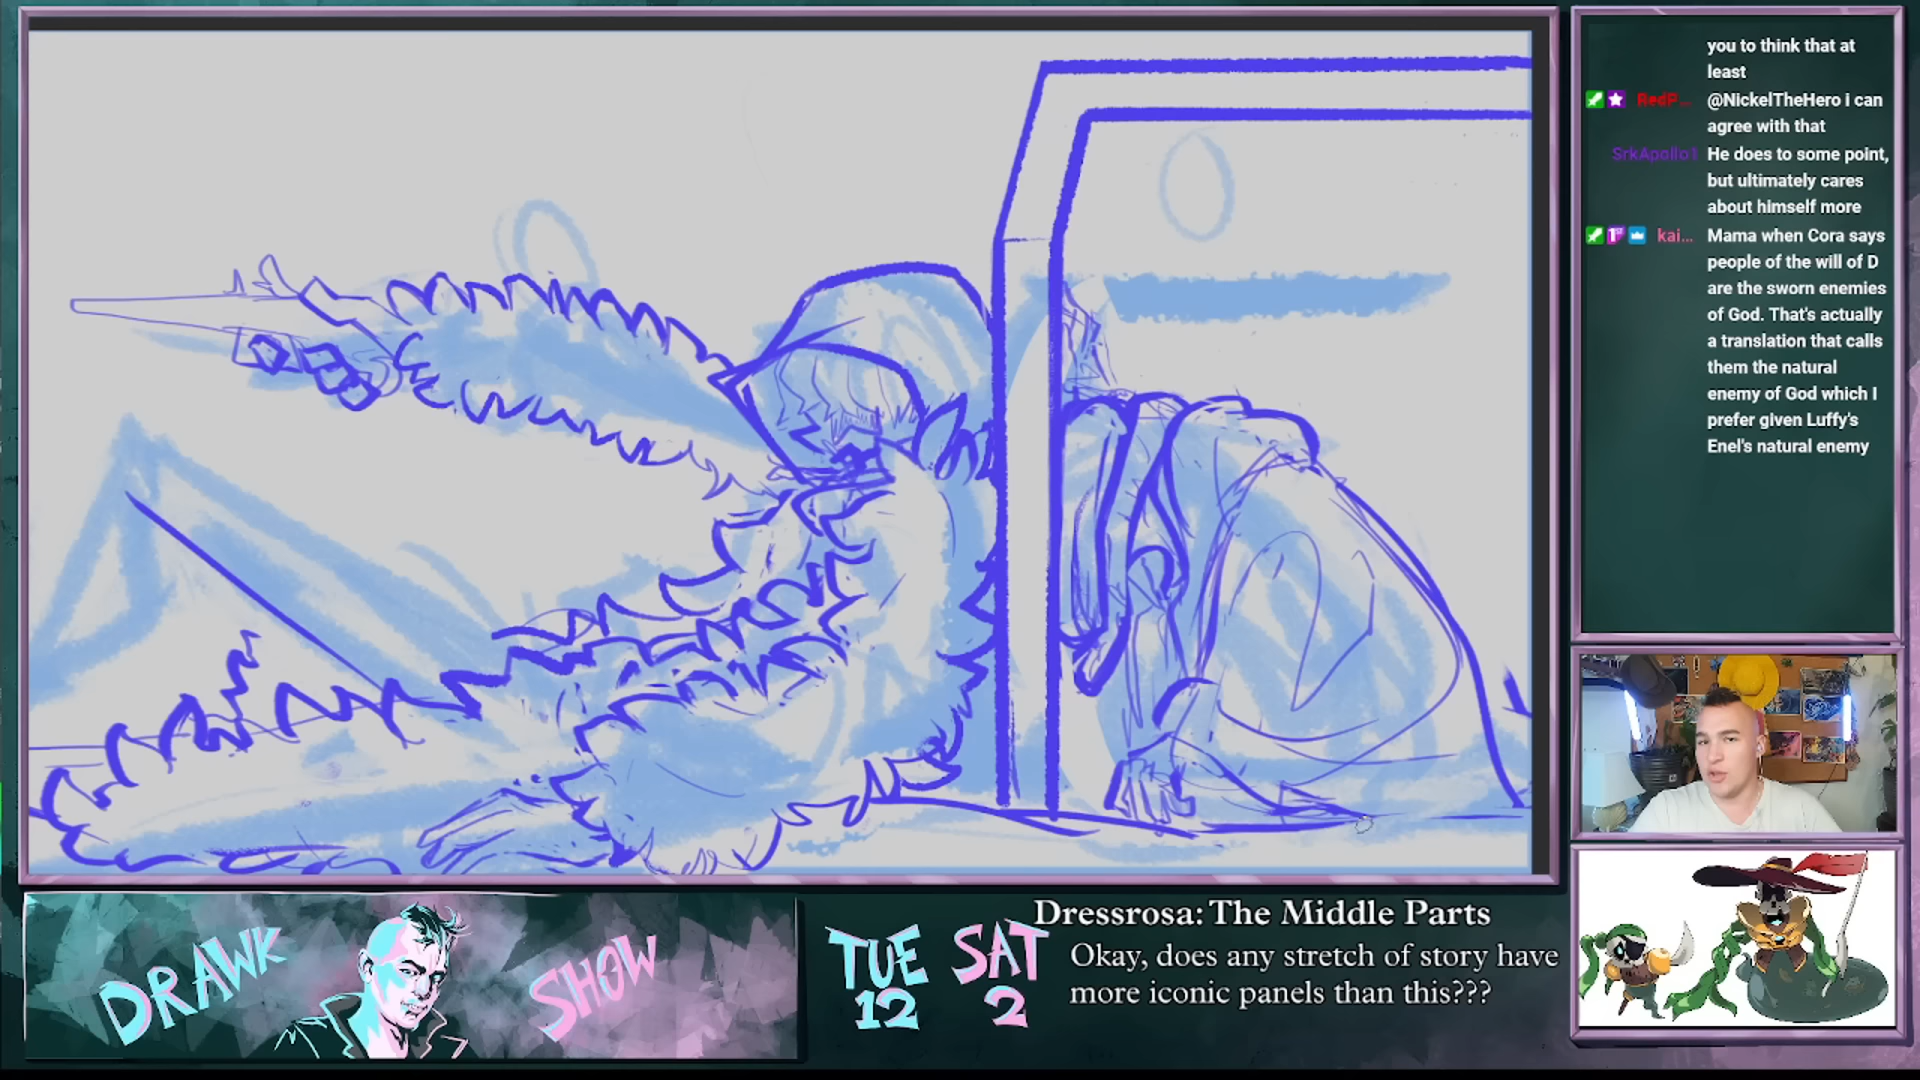 you to think that at
least
RedP... @NickelTheHero i can
agree with that
SrkApollo1 He does to some point,
but ultimately cares
about himself more
kai... Mama when Cora says
people of the will of D
are the sworn enemies
of God. That's actually
a translation that calls
them the natural
enemy of God which I
prefer given Luffy's
Enel's natural enemy
DRAWK SHOW
TUE SAT
12 2
Dressrosa: The Middle Parts
Okay, does any stretch of story have
more iconic panels than this???